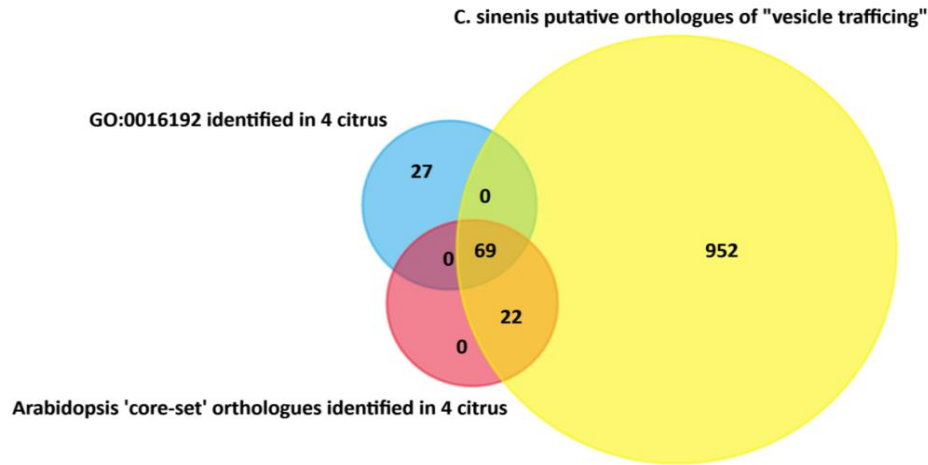 C. sinenis putative orthologues of "vesicle trafficing"
GO:0016192 identified in 4 citrus
27
0
0
69
952
22
0
Arabidopsis 'core-set' orthologues identified in 4 citrus